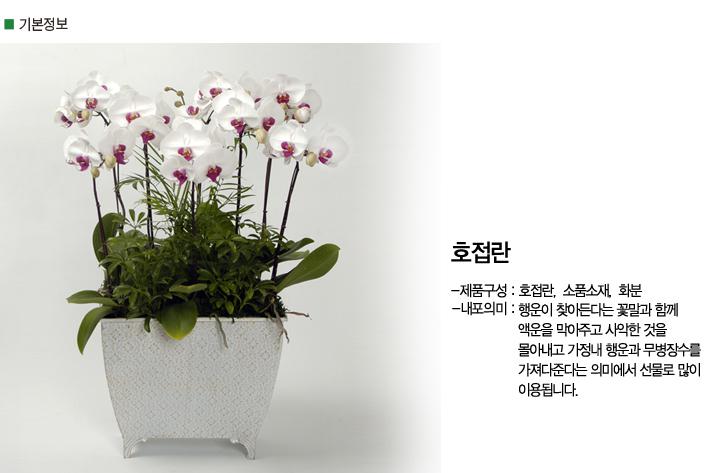 기본정보
호접란
-제품구성 : 호접란, 소품소재, 화분
-내포의미 : 행운이 찾아든다는 꽃말과 함께
액운을 막아주고 사악한 것을
몰아내고 가정내 행운과 무병장수를
가져다준다는 의미에서 선물로 많이
이용됩니다.